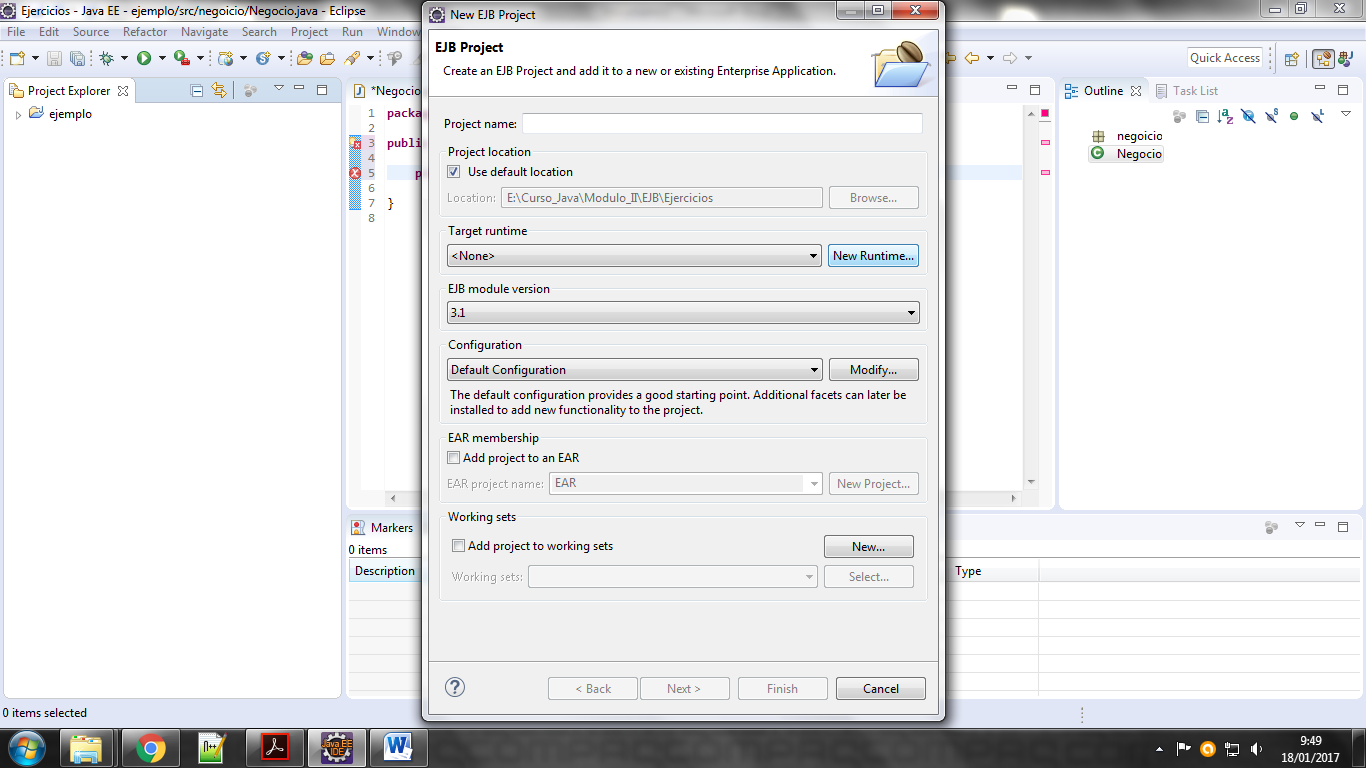 Ejercicios - Java EE - ejemplo/src/negoicio/Negocio.java - Eclipse
File Edit Source Refactor Navigate Search Project Run Window
Quick Access
Project Explorer
ejemplo
*Negocio
1 packa
2
3 publi
4
5 p
6
7 }
8
New EJB Project
EJB Project
Create an EJB Project and add it to a new or existing Enterprise Application.
Project name:
Project location
Use default location
Location: E:\Curso_Java\Modulo_II\EJB\Ejercicios Browse...
Target runtime
<None> New Runtime...
EJB module version
3.1
Configuration
Default Configuration Modify...
The default configuration provides a good starting point. Additional facets can later be
installed to add new functionality to the project.
EAR membership
Add project to an EAR
EAR project name: EAR New Project...
Working sets
Add project to working sets New...
Working sets: Select...
< Back Next > Finish Cancel
Outline Task List
negoicio
Negocio
Markers
0 items
Description Type
0 items selected
Java EE
IDE
9:49
18/01/2017